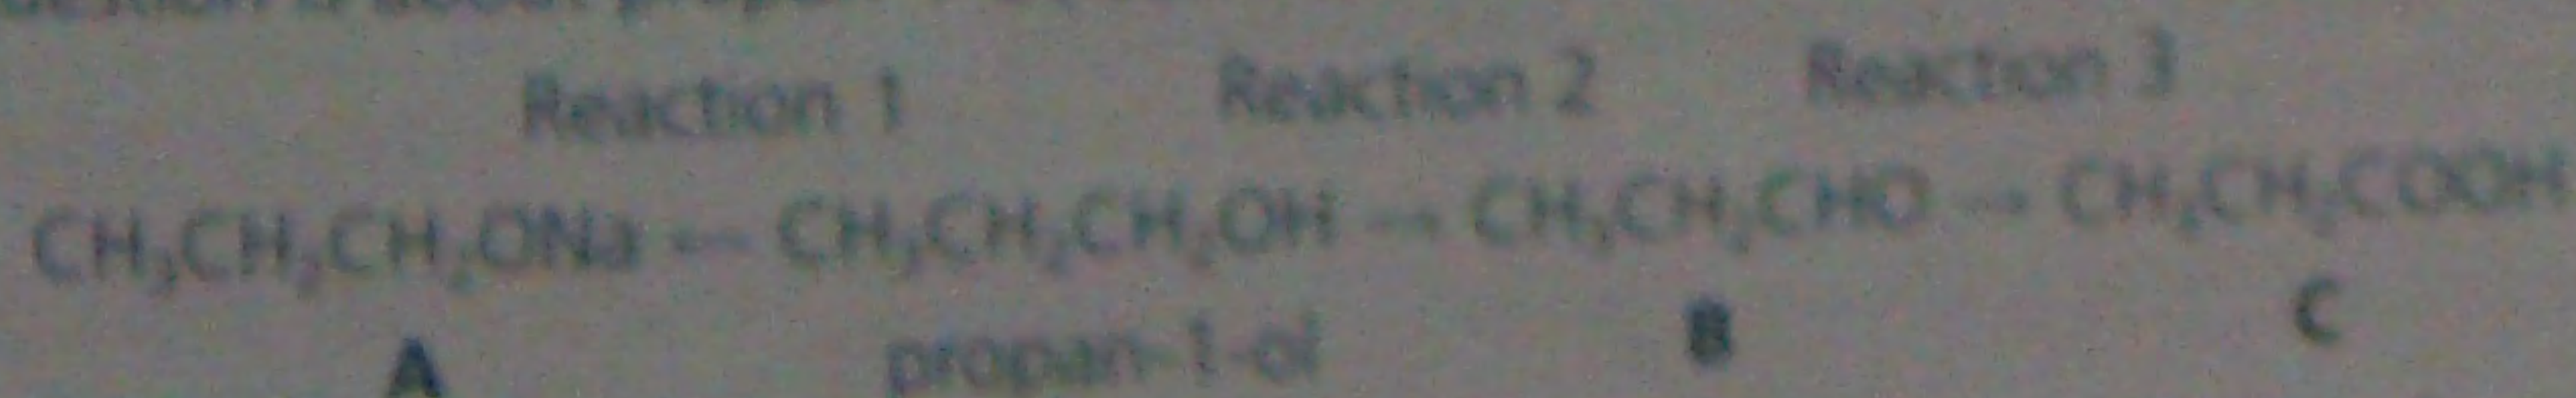 Reaction 1 Reaction 2 Reaction 3
CH₃CH₂CH₂ONa ← CH₃CH₂CH₂OH → CH₃CH₂CHO → CH₃CH₂COOH
A propan-1-ol B C